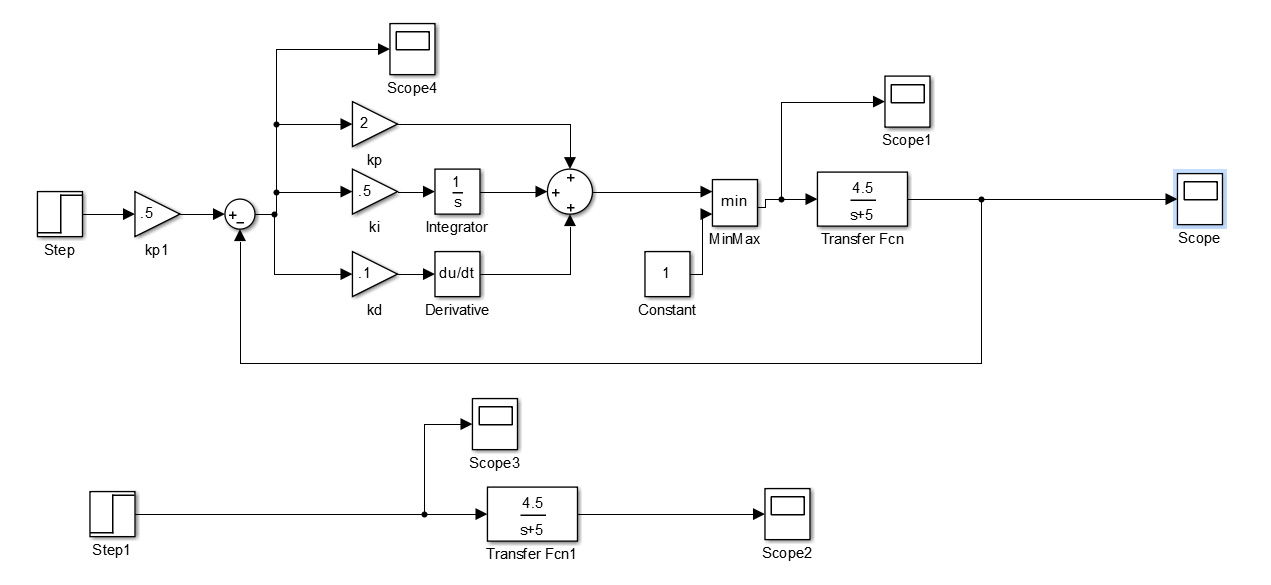 Scope4
2
kp
Scope1
Step
.5
kp1
+
−
.5
ki
1
s
Integrator
+
+
+
min
MinMax
4.5
s+5
Transfer Fcn
Scope
.1
kd
du/dt
Derivative
1
Constant
Scope3
Step1
4.5
s+5
Transfer Fcn1
Scope2